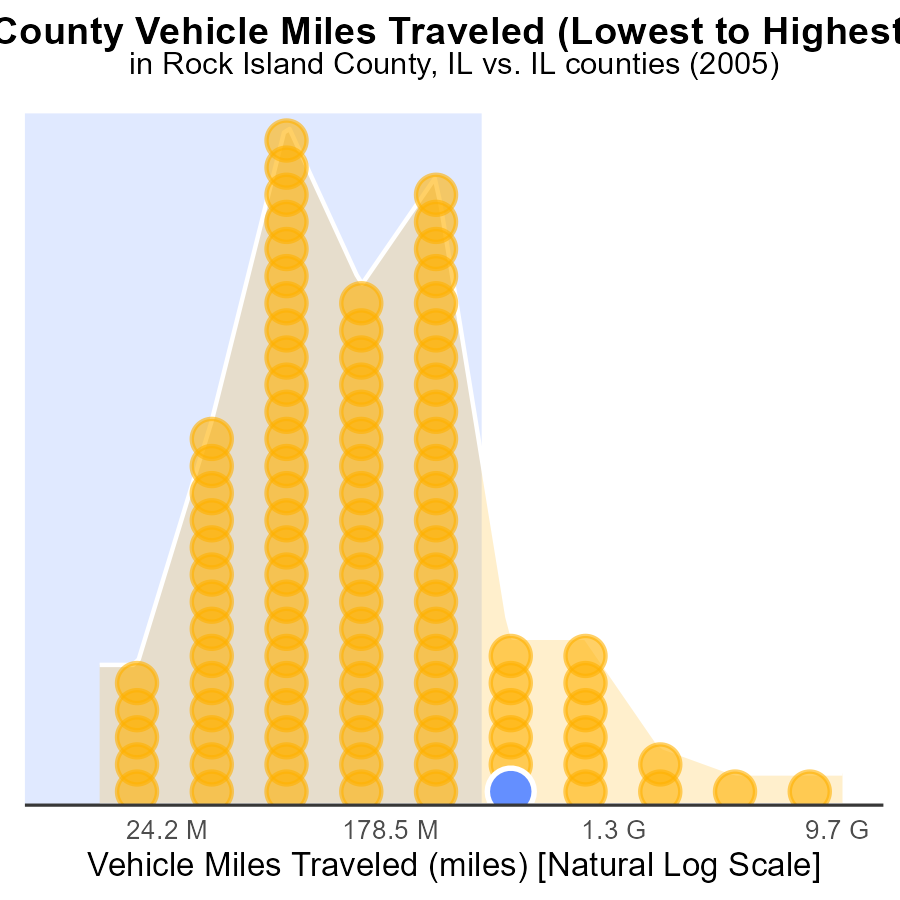 County Vehicle Miles Traveled (Lowest to Highest
in Rock Island County, IL vs. IL counties (2005)
24.2 M 178.5 M 1.3 G 9.7 G
Vehicle Miles Traveled (miles) [Natural Log Scale]